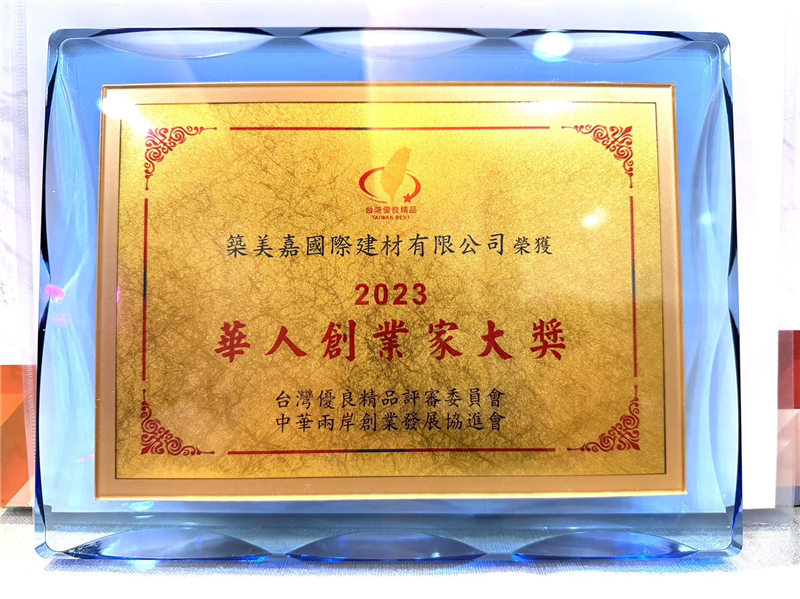 台灣優良精品
TAIWAN BEST
築美嘉國際建材有限公司榮獲
2023
華人創業家大獎
台灣優良精品評審委員會
中華兩岸創業發展協進會